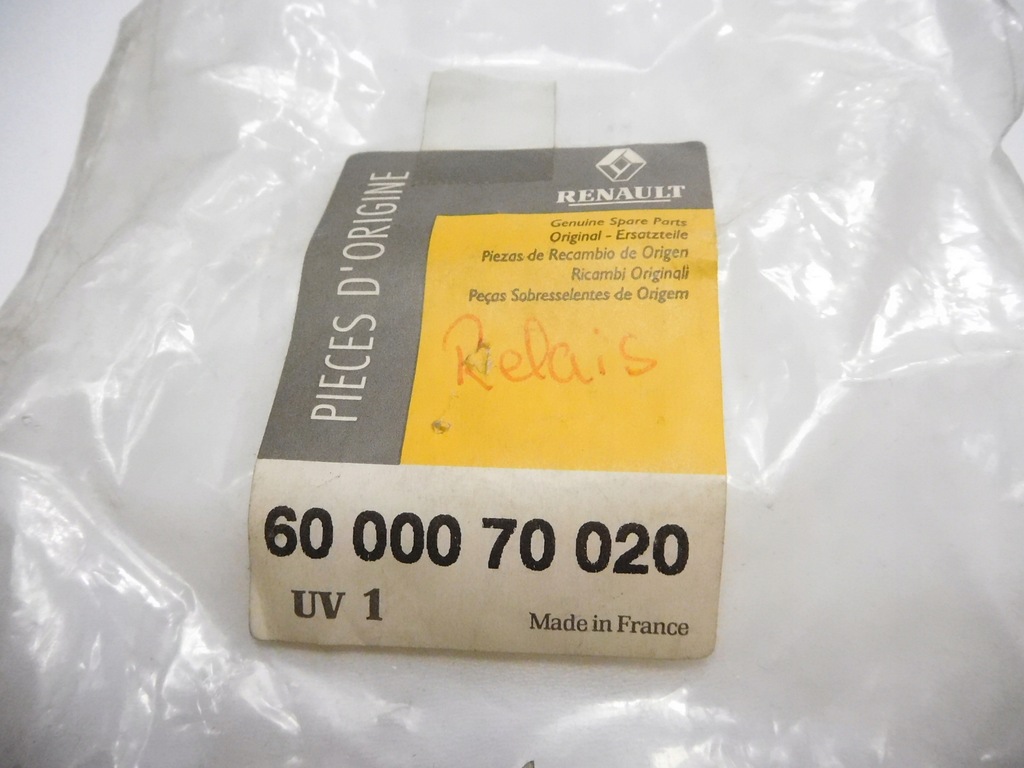 PIECES D'ORIGINE
RENAULT
Genuine Spare Parts
Original - Ersatzteile
Piezas de Recambio de Origen
Ricambi Originali
Peças Sobresselentes de Origem
Relais
60 000 70 020
UV 1
Made in France